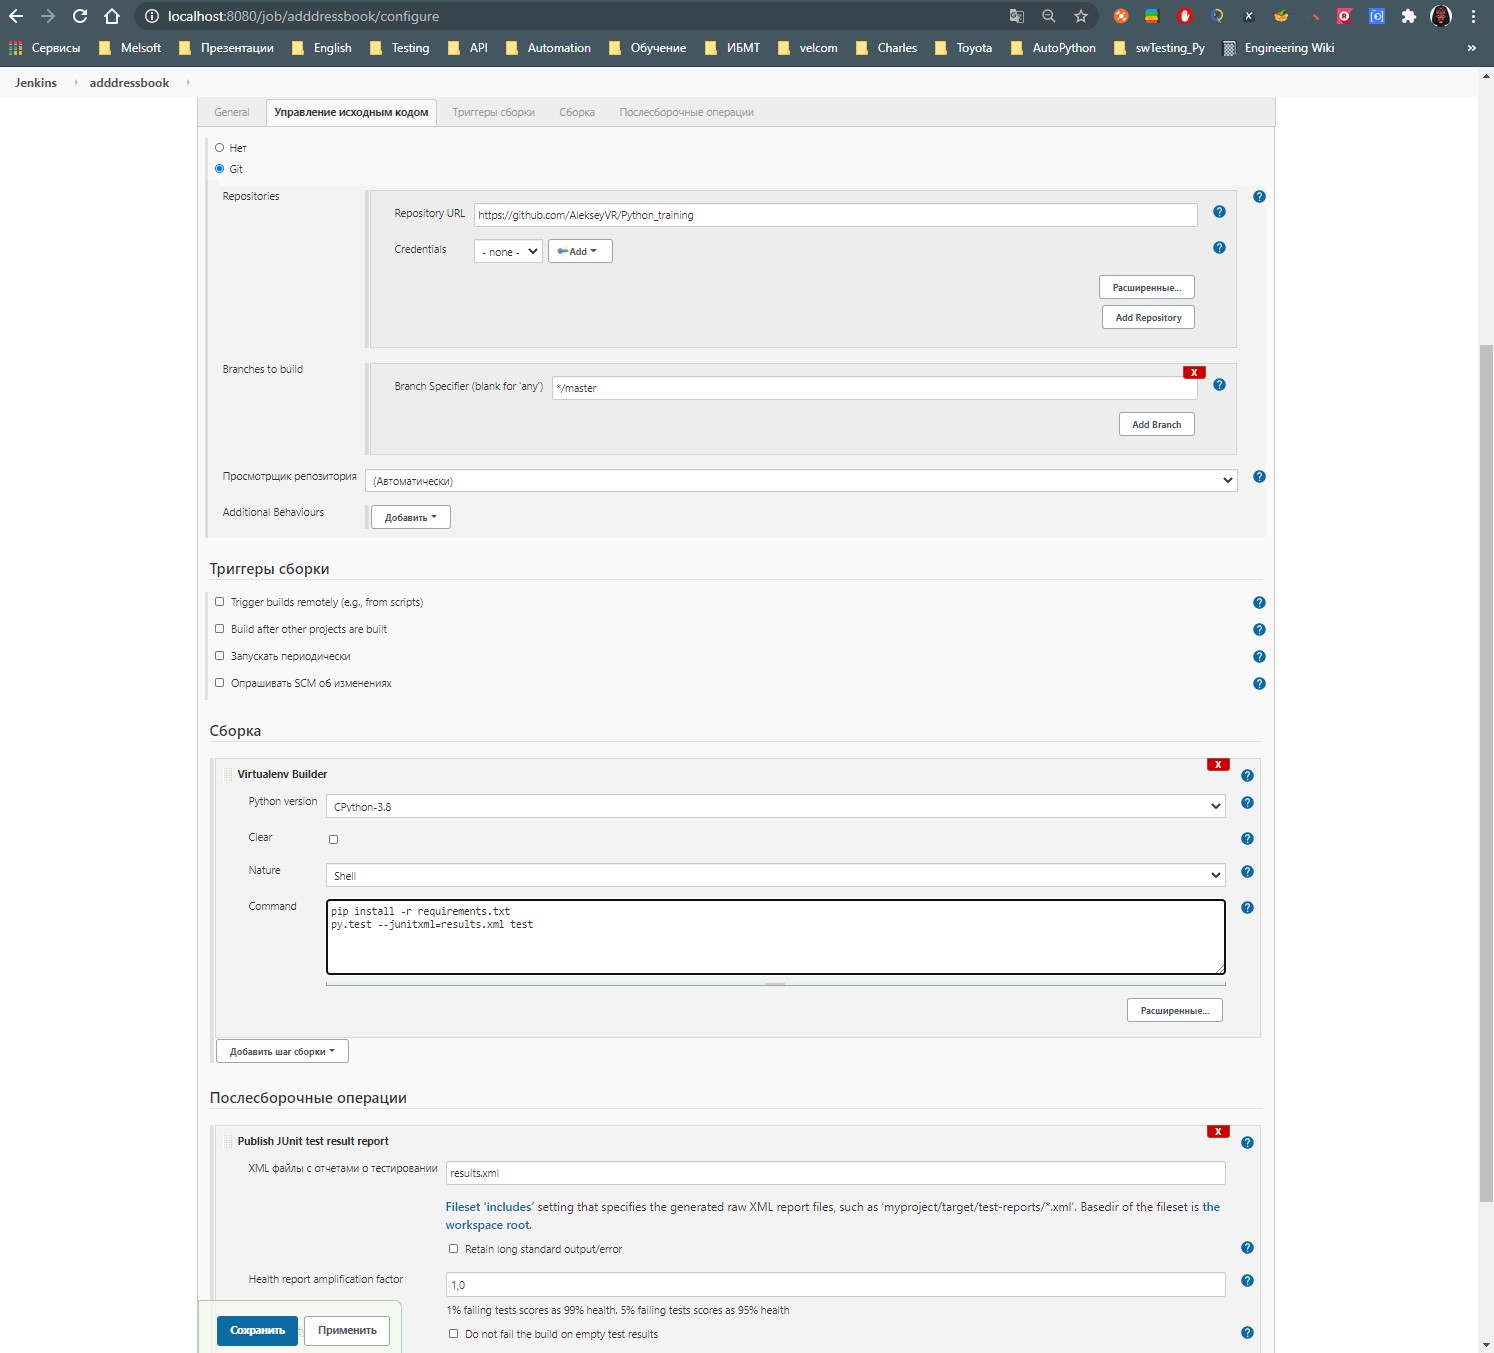 localhost:8080/job/adddressbook/configure
Сервисы Melsoft Презентации English Testing API Automation Обучение ИБМТ velcom Charles Toyota AutoPython swTesting_Py Engineering Wiki »
Jenkins adddressbook
General Управление исходным кодом Триггеры сборки Сборка Послесборочные операции
Нет
Git
Repositories
Repository URL https://github.com/AlekseyVR/Python_training
Credentials - none - Add
Расширенные...
Add Repository
Branches to build
X
Branch Specifier (blank for 'any') */master
Add Branch
Просмотрщик репозитория (Автоматически)
Additional Behaviours Добавить
Триггеры сборки
Trigger builds remotely (e.g., from scripts)
Build after other projects are built
Запускать периодически
Опрашивать SCM об изменениях
Сборка
X
Virtualenv Builder
Python version CPython-3.8
Clear
Nature Shell
Command pip install -r requirements.txt
py.test --junitxml=results.xml test
Расширенные...
Добавить шаг сборки
Послесборочные операции
X
Publish JUnit test result report
XML файлы с отчетами о тестировании results.xml
Fileset 'includes' setting that specifies the generated raw XML report files, such as 'myproject/target/test-reports/*.xml'. Basedir of the fileset is the
workspace root.
Retain long standard output/error
Health report amplification factor 1,0
1% failing tests scores as 99% health. 5% failing tests scores as 95% health
Сохранить Применить Do not fail the build on empty test results